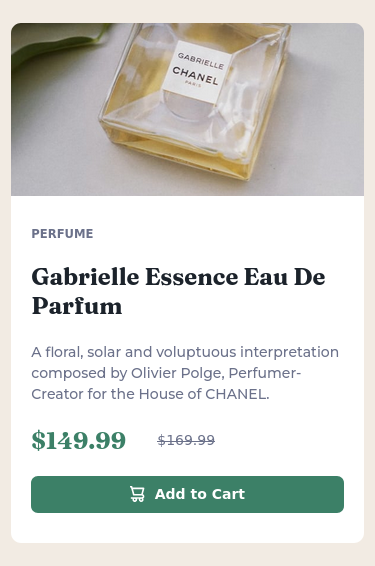 GABRIELLE
CHANEL
PARIS
PERFUME
Gabrielle Essence Eau De
Parfum
A floral, solar and voluptuous interpretation
composed by Olivier Polge, Perfumer-
Creator for the House of CHANEL.
$149.99 $169.99
Add to Cart